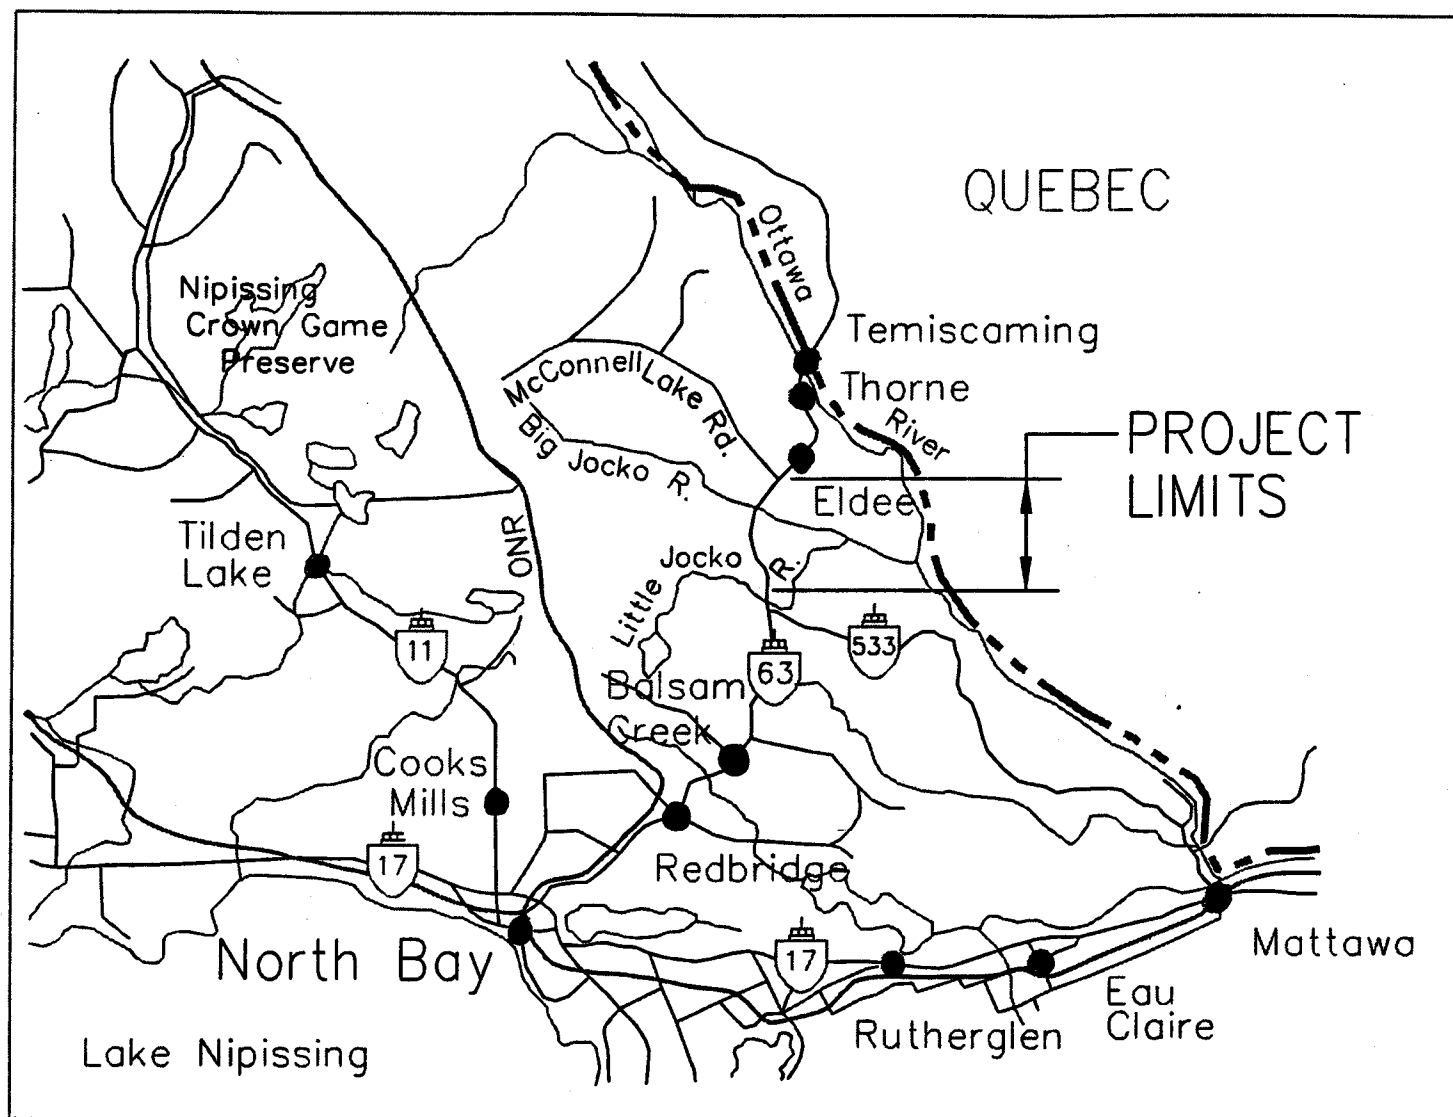 QUEBEC
Ottawa
Nipissing
Crown Game
Preserve
Temiscaming
McConnell Lake Rd.
Thorne
River
PROJECT
LIMITS
Big Jocko R.
Eldee
Tilden
Lake
ONR
Little Jocko R.
11
533
63
Balsam
Creek
Cooks
Mills
17
Redbridge
North Bay
17
Mattawa
Eau
Claire
Rutherglen
Lake Nipissing